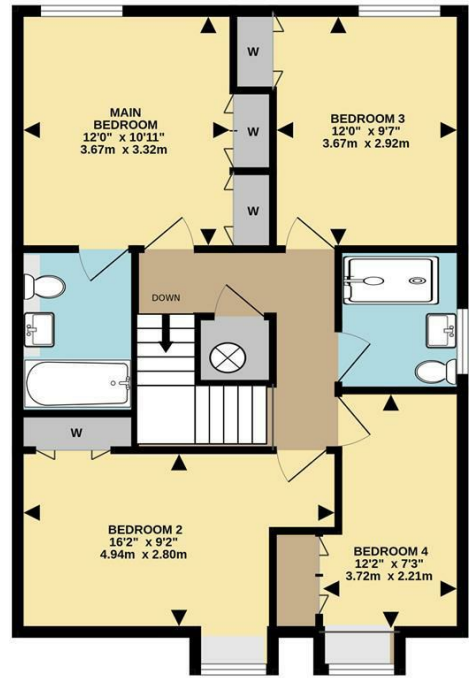 W
MAIN
BEDROOM
12'0" x 10'11"
3.67m x 3.32m
W
BEDROOM 3
12'0" x 9'7"
3.67m x 2.92m
W
DOWN
W
BEDROOM 2
16'2" x 9'2"
4.94m x 2.80m
BEDROOM 4
12'2" x 7'3"
3.72m x 2.21m